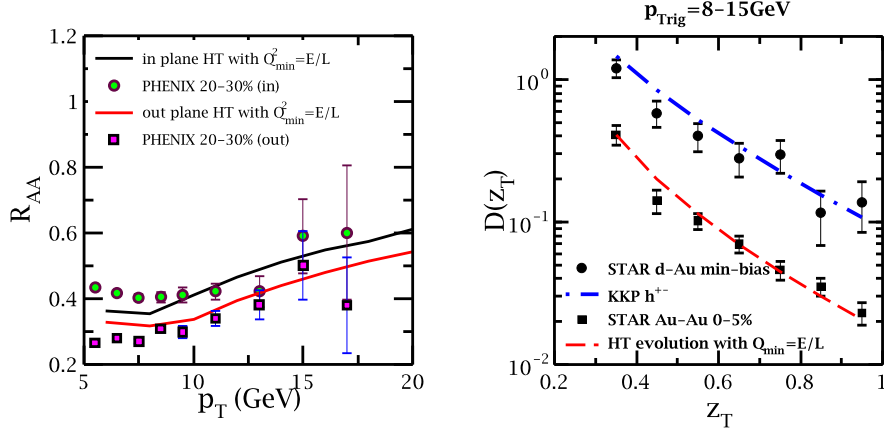 1.2
1
0.8
0.6
0.4
0.2
R_AA
in plane HT with Q²_min=E/L
PHENIX 20–30% (in)
out plane HT with Q²_min=E/L
PHENIX 20–30% (out)
5 10 15 20
p_T (GeV)
p_Trig=8–15GeV
10⁰
10⁻¹
10⁻²
D(z_T)
STAR d–Au min–bias
KKP h⁺⁻
STAR Au–Au 0–5%
HT evolution with Q_min=E/L
0.2 0.4 0.6 0.8 1
z_T